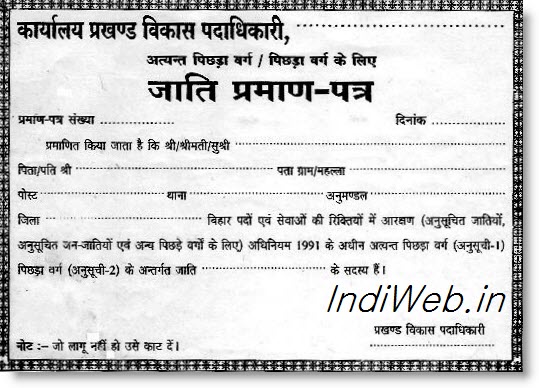 कार्यालय प्रखण्ड विकास पदाधिकारी, ....................
अत्यन्त पिछड़ा वर्ग / पिछड़ा वर्ग के लिए
जाति प्रमाण-पत्र
प्रमाण-पत्र संख्या .................... दिनांक ....................
प्रमाणित किया जाता है कि श्री/श्रीमती/सुश्री ....................
पिता/पति श्री .................... पता ग्राम/महल्ला ....................
पोस्ट .................... थाना .................... अनुमण्डल ....................
जिला .................... बिहार पदों एवं सेवाओं की रिक्तियों में आरक्षण (अनुसूचित जातियों,
अनुसूचित जन-जातियों एवं अन्य पिछड़े वर्गो के लिए) अधिनियम 1991 के अधीन अत्यन्त पिछड़ा वर्ग (अनुसूची-1)
पिछड़ा वर्ग (अनुसूची-2) के अन्तर्गत जाति .................... के सदस्य हैं।
IndiWeb.in
प्रखण्ड विकास पदाधिकारी
नोट :– जो लागू नहीं हो उसे काट दें।